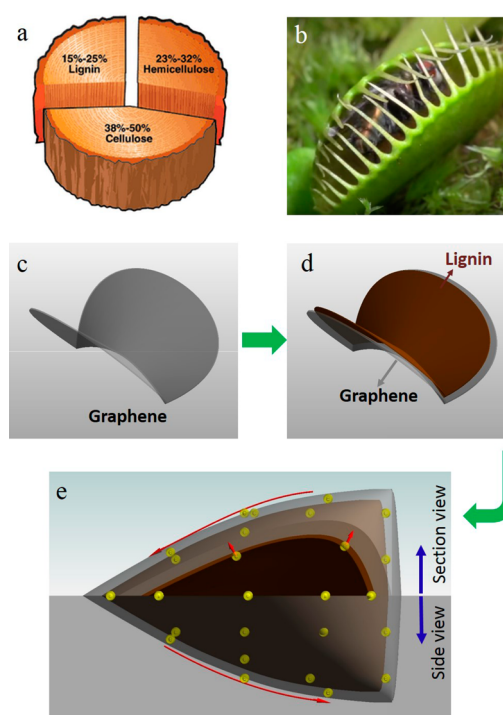 a
15%-25%
Lignin
23%-32%
Hemicellulose
38%-50%
Cellulose
b
c
Graphene
d
Lignin
Graphene
e
Section view
Side view